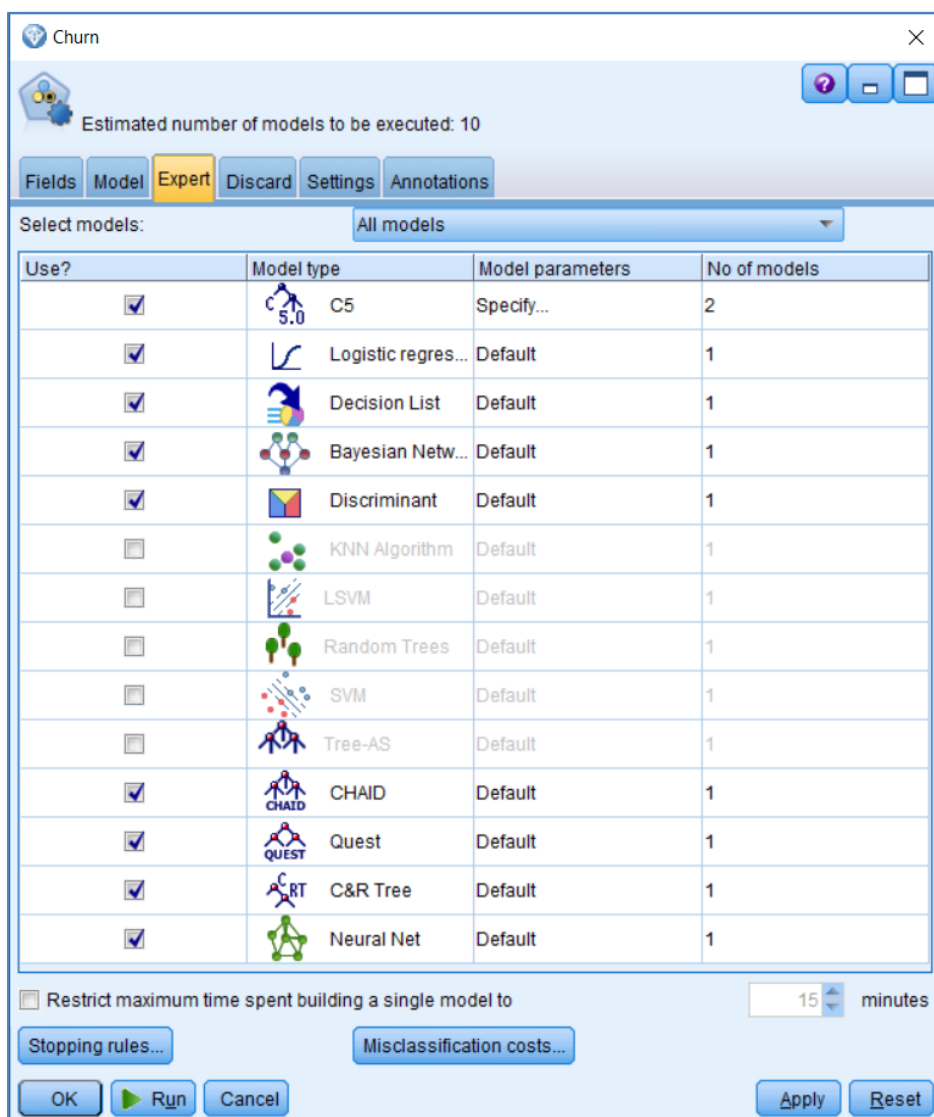 Churn
Estimated number of models to be executed: 10
Fields Model Expert Discard Settings Annotations
Select models: All models
Use? Model type Model parameters No of models
C 5.0 C5 Specify... 2
Logistic regres... Default 1
Decision List Default 1
Bayesian Netw... Default 1
Discriminant Default 1
KNN Algorithm Default 1
LSVM Default 1
Random Trees Default 1
SVM Default 1
Tree-AS Default 1
CHAID CHAID Default 1
QUEST Quest Default 1
C RT C&R Tree Default 1
Neural Net Default 1
Restrict maximum time spent building a single model to 15 minutes
Stopping rules... Misclassification costs...
OK Run Cancel Apply Reset